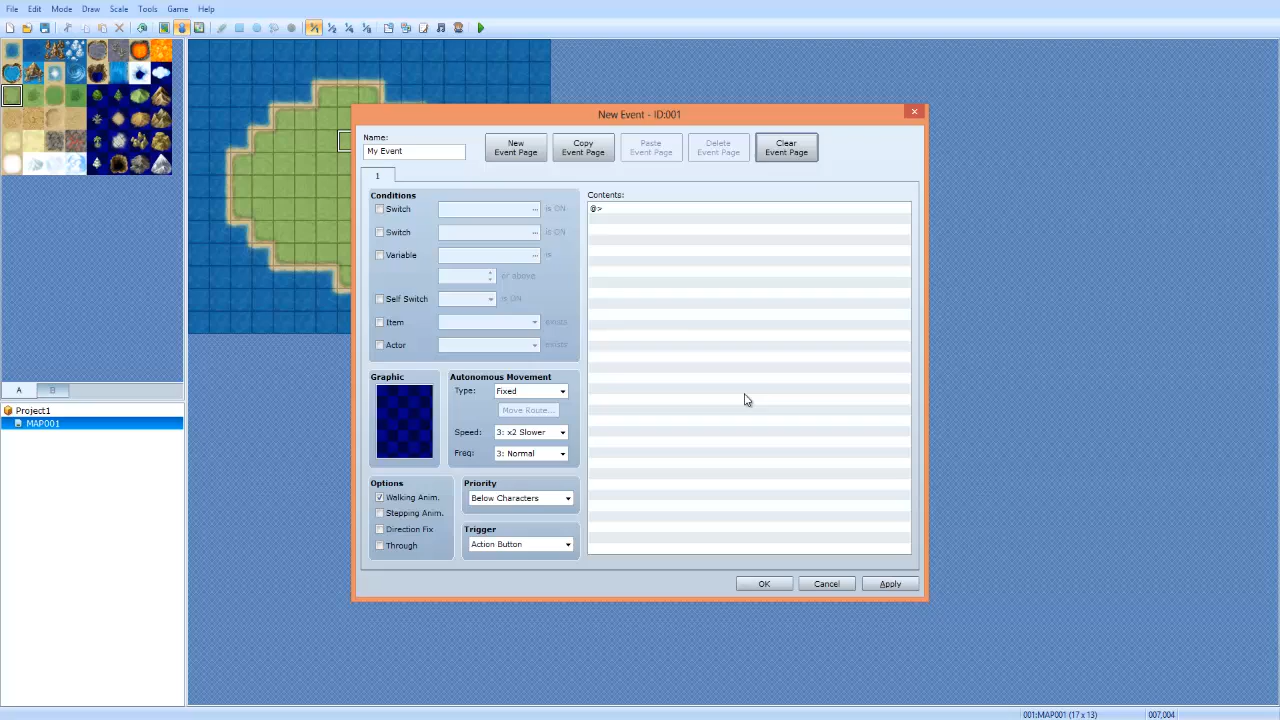 File Edit Mode Draw Scale Tools Game Help
New Event - ID:001
Name:
My Event
New
Event Page
Copy
Event Page
Paste
Event Page
Delete
Event Page
Clear
Event Page
1
Conditions
Switch ... is ON
Switch ... is ON
Variable ... is
or above
Self Switch is ON
Item exists
Actor exists
Graphic
Autonomous Movement
Type: Fixed
Move Route...
Speed: 3: x2 Slower
Freq: 3: Normal
Options
Walking Anim.
Stepping Anim.
Direction Fix
Through
Priority
Below Characters
Trigger
Action Button
Contents:
@>
OK Cancel Apply
A B
Project1
MAP001
001:MAP001 (17 x 13) 007,004